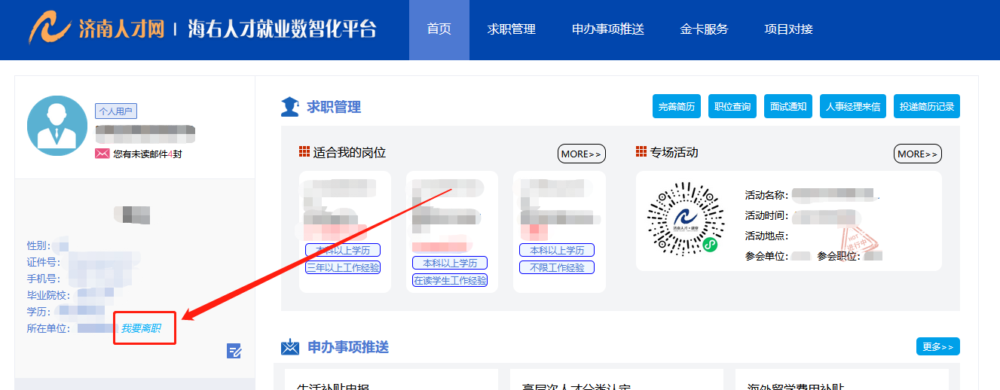 济南人才网 | 海右人才就业数智化平台
首页 求职管理 申办事项推送 金卡服务 项目对接
个人用户
您有未读邮件4封
性别:
证件号:
手机号:
毕业院校:
学历:
所在单位: 我要离职
求职管理
完善简历 职位查询 面试通知 人事经理来信 投递简历记录
适合我的岗位 MORE>>
本科以上学历
三年以上工作经验
本科以上学历
在读学生工作经验
本科以上学历
不限工作经验
专场活动 MORE>>
济南人才·就业
活动名称:
活动时间:
活动地点:
参会单位: 参会职位:
HOT
进行中
申办事项推送 更多>>
生活补贴申报 高层次人才分类认定 海外留学费用补贴